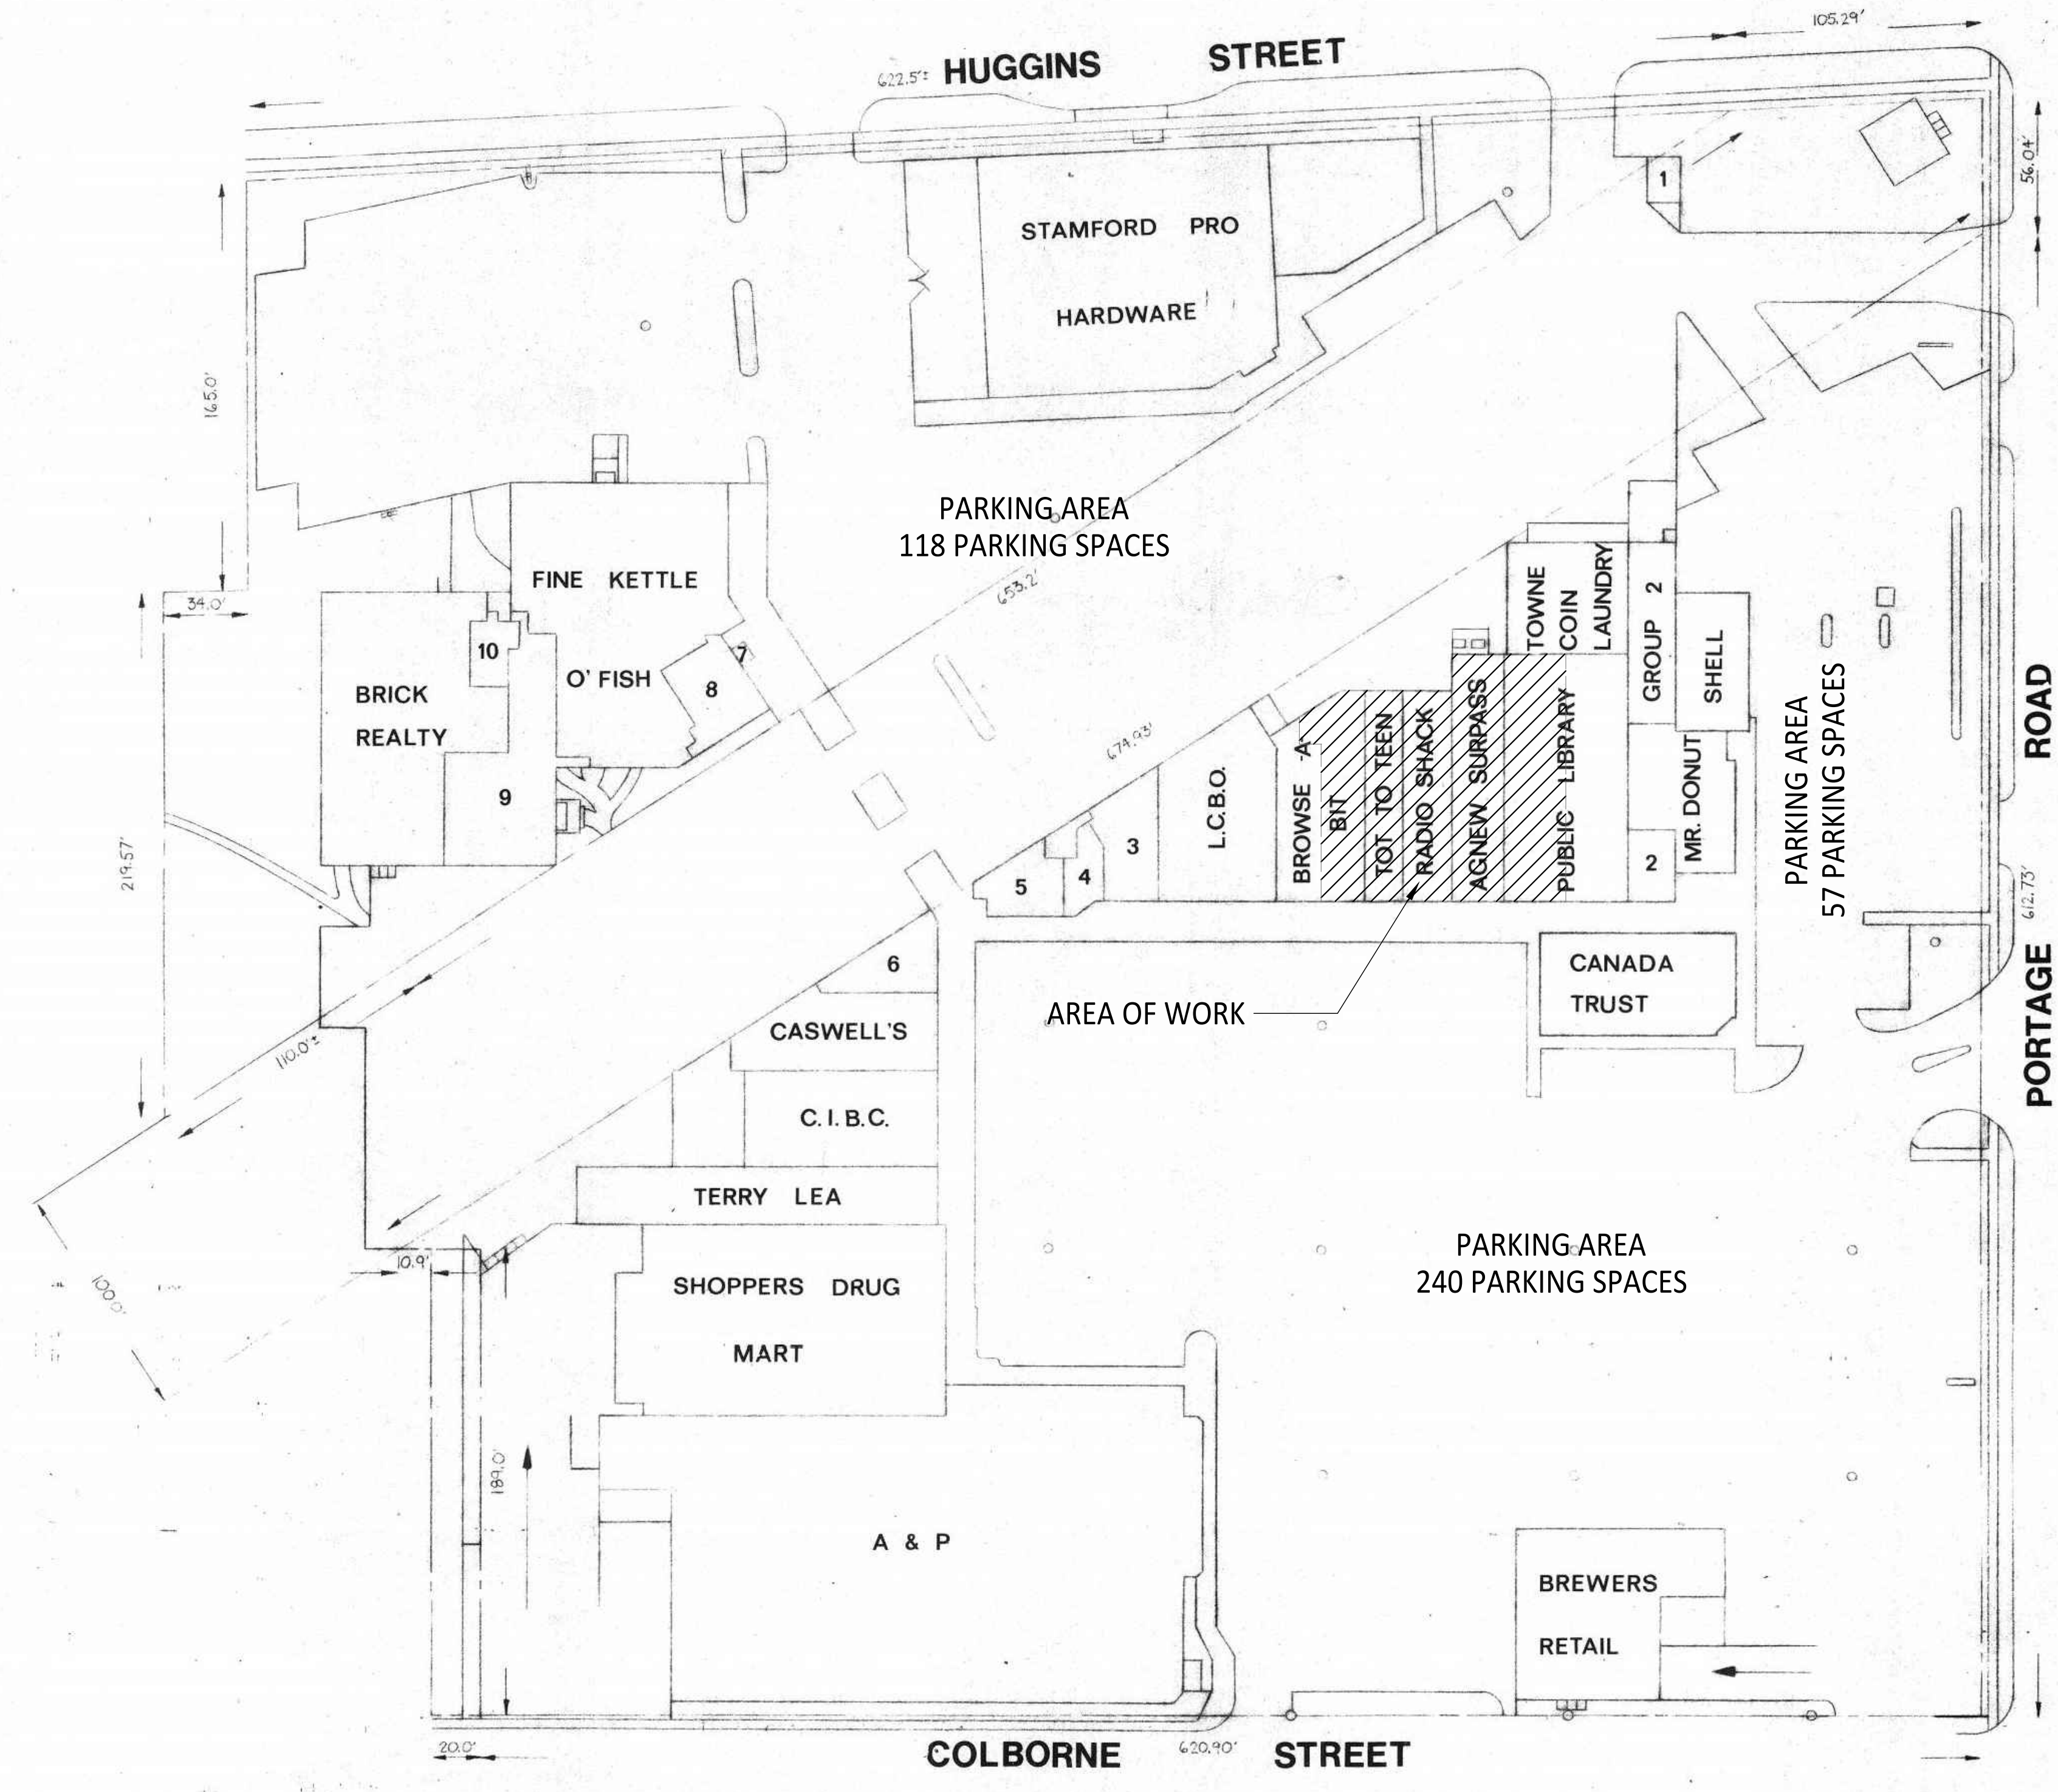 105.29'
HUGGINS STREET
622.5'±
56.04'
1
STAMFORD PRO
HARDWARE
165.0'
PARKING AREA
118 PARKING SPACES
653.2'
34.0'
FINE KETTLE
O' FISH
10
7
8
BRICK
REALTY
9
219.57'
674.93'
TOWNE
COIN
LAUNDRY
GROUP 2
SHELL
PARKING AREA
57 PARKING SPACES
PORTAGE ROAD
612.73'
5
4
3
L.C.B.O.
BROWSE -A-
BIT
TOT TO TEEN
RADIO SHACK
AGNEW SURPASS
PUBLIC LIBRARY
2
MR. DONUT
6
CASWELL'S
C.I.B.C.
TERRY LEA
AREA OF WORK
CANADA
TRUST
110.0'±
100.0'
10.9'
SHOPPERS DRUG
MART
PARKING AREA
240 PARKING SPACES
189.0'
A & P
BREWERS
RETAIL
20.0'
COLBORNE STREET
620.90'